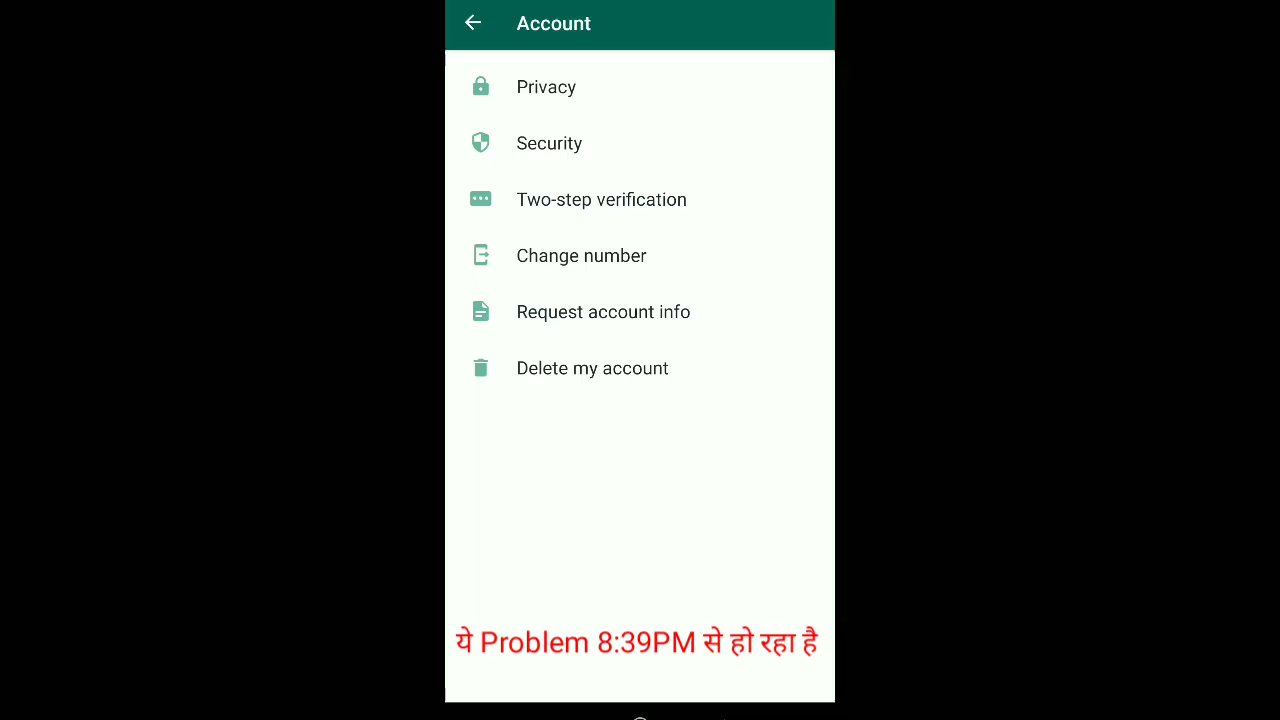 Account
Privacy
Security
Two-step verification
Change number
Request account info
Delete my account
ये Problem 8:39PM से हो रहा है